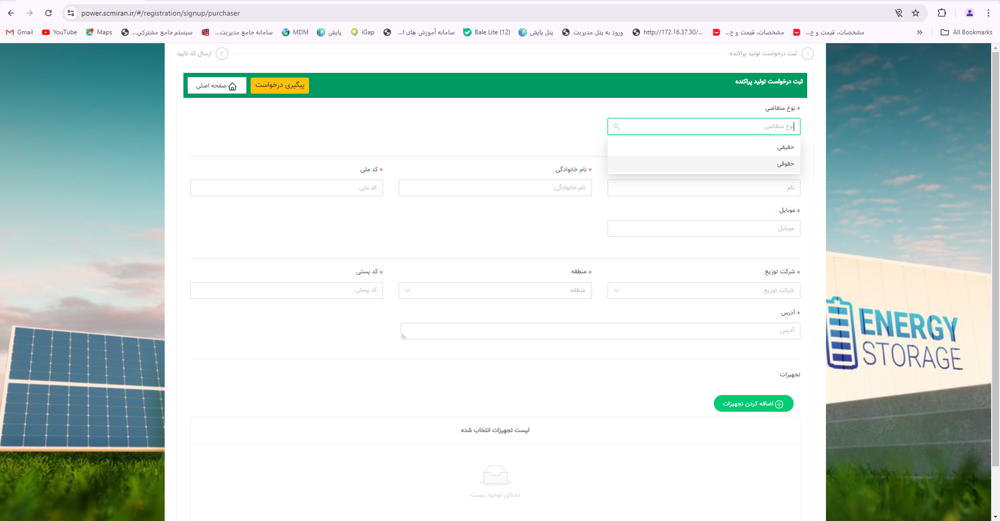 power.scmiran.ir/#/registration/signup/purchaser
Gmail
YouTube
Maps
سیستم جامع مشترکی...
سامانه جامع مدیریت...
MDM
پایش
iGap
سامانه آموزش های ا...
Bale Lite (12)
پنل پایش
ورود به پنل مدیریت
http://172.16.37.30/...
مشخصات، قیمت و خ...
مشخصات، قیمت و خ...
»
All Bookmarks
۱ ثبت درخواست تولید پراکنده
۲ ارسال کد تایید
ثبت درخواست تولید پراکنده
پیگیری درخواست
صفحه اصلی
* نوع متقاضی
نوع متقاضی
حقیقی
حقوقی
* نام خانوادگی
* کد ملی
نام
نام خانوادگی
کد ملی
* موبایل
موبایل
* شرکت توزیع
* منطقه
* کد پستی
شرکت توزیع
منطقه
کد پستی
* آدرس
آدرس
تجهیزات
اضافه کردن تجهیزات
لیست تجهیزات انتخاب شده
داده‌ای موجود نیست
ENERGY
STORAGE